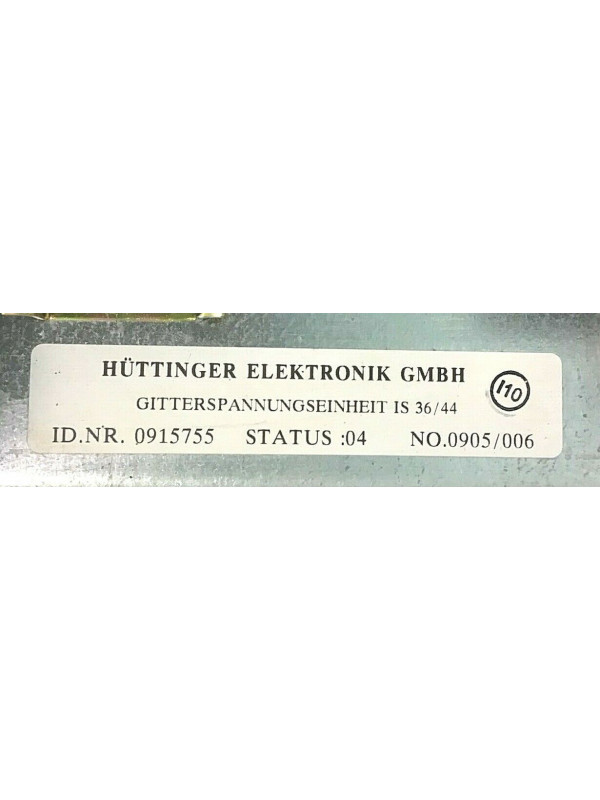 HÜTTINGER ELEKTRONIK GMBH
I10
GITTERSPANNUNGSEINHEIT IS 36/44
ID.NR. 0915755 STATUS :04 NO.0905/006